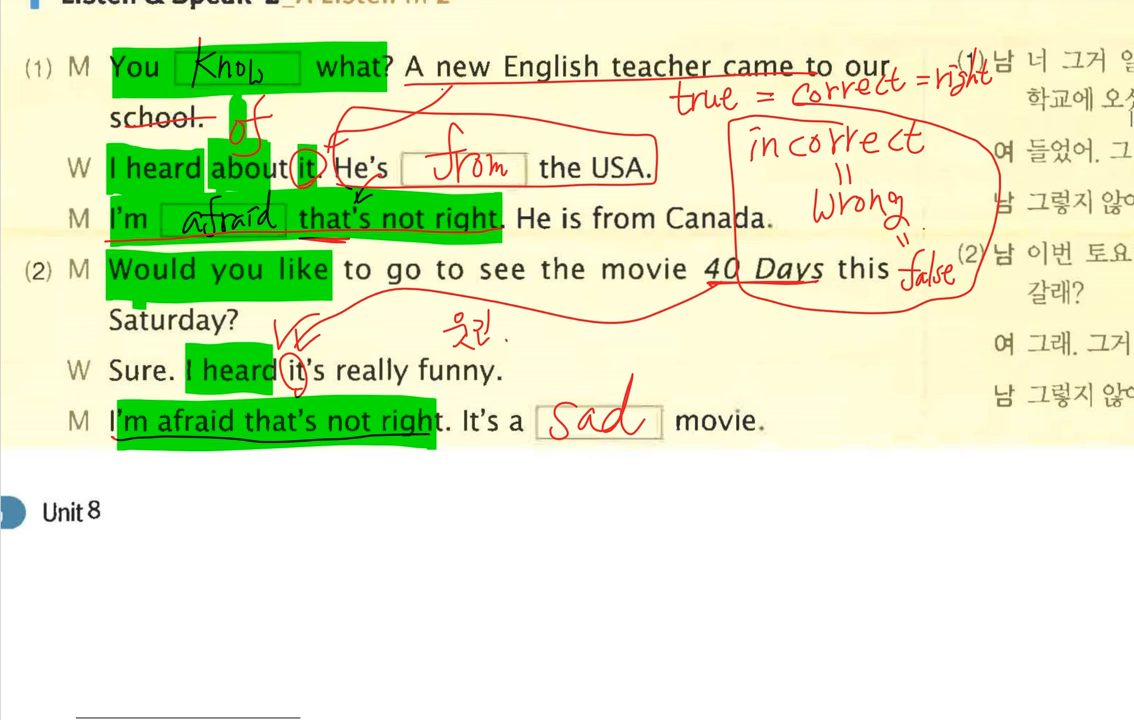 (1) M You know what? A new English teacher came to our
true = correct = right
school. of
W I heard about it. He's from the USA.
M I'm afraid that's not right. He is from Canada.
incorrect
=
wrong
=
false
(2) M Would you like to go to see the movie 40 Days this
Saturday?
웃긴.
W Sure. I heard it's really funny.
M I'm afraid that's not right. It's a sad movie.
(1) 남 너 그거
학교에
여 들었어. 그
남 그렇지 않
(2) 남 이번 토요
갈래?
여 그래. 그거
남 그렇지 않
Unit 8